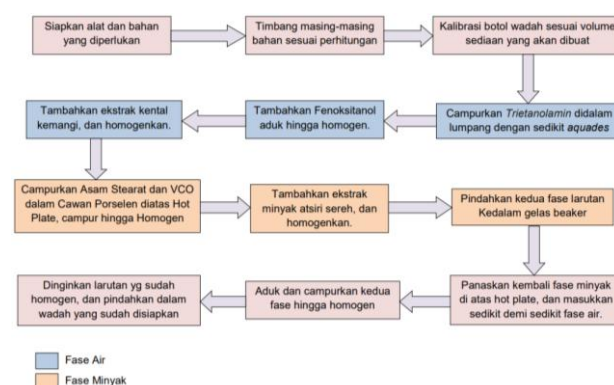 Siapkan alat dan bahan
yang diperlukan
Timbang masing-masing
bahan sesuai perhitungan
Kalibrasi botol wadah sesuai volume
sediaan yang akan dibuat
Campurkan Trietanolamin didalam
lumpang dengan sedikit aquades
Tambahkan Fenoksitanol
aduk hingga homogen.
Tambahkan ekstrak kental
kemangi, dan homogenkan.
Campurkan Asam Stearat dan VCO
dalam Cawan Porselen diatas Hot
Plate, campur hingga Homogen
Tambahkan ekstrak
minyak atsiri sereh, dan
homogenkan.
Pindahkan kedua fase larutan
Kedalam gelas beaker
Panaskan kembali fase minyak
di atas hot plate, dan masukkan
sedikit demi sedikit fase air.
Aduk dan campurkan kedua
fase hingga homogen
Dinginkan larutan yg sudah
homogen, dan pindahkan dalam
wadah yang sudah disiapkan
Fase Air
Fase Minyak